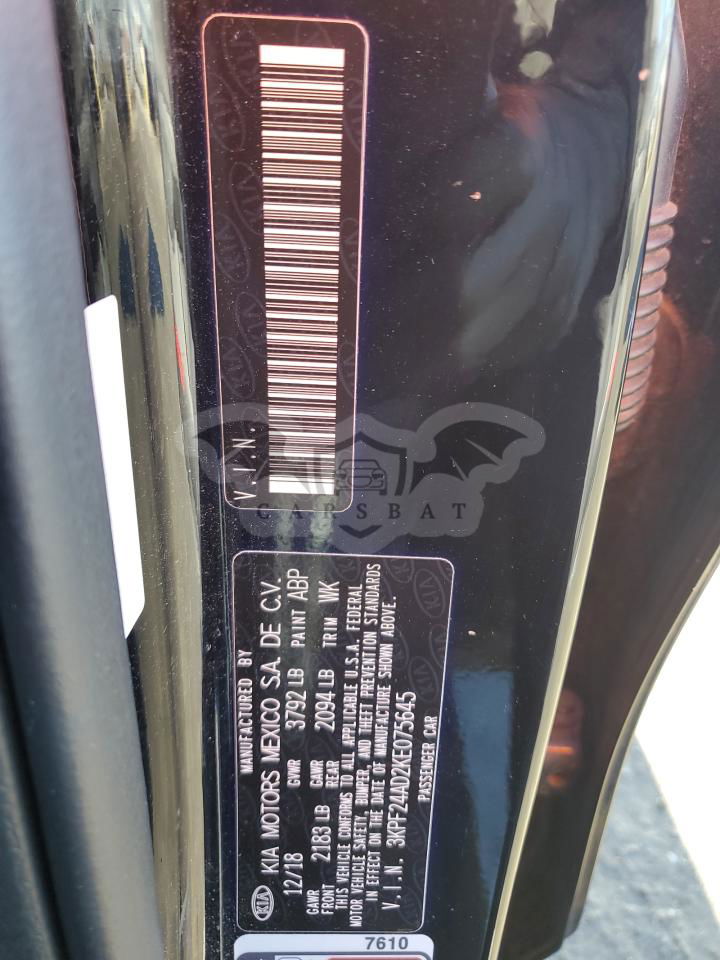 V.I.N.
CARSBAT
KIA
MANUFACTURED BY
KIA MOTORS MEXICO S.A. DE C.V.
12/18 GVWR 3792 LB PAINT ABP
GAWR FRONT 2183 LB GAWR REAR 2094 LB TRIM WK
THIS VEHICLE CONFORMS TO ALL APPLICABLE U.S.A. FEDERAL
MOTOR VEHICLE SAFETY, BUMPER, AND THEFT PREVENTION STANDARDS
IN EFFECT ON THE DATE OF MANUFACTURE SHOWN ABOVE.
V.I.N. 3KPF24AD2KE075645
PASSENGER CAR
7610